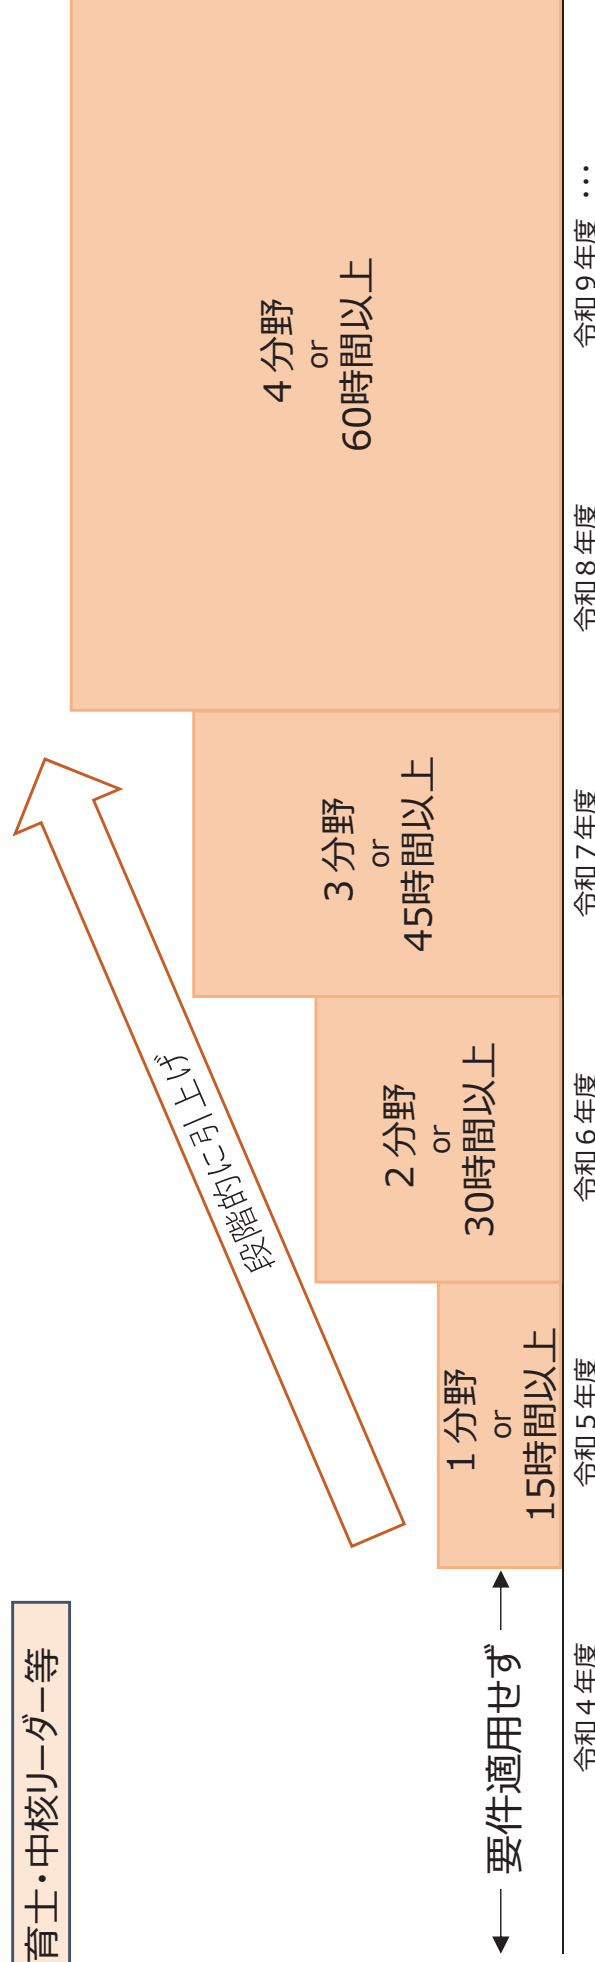 育士・中核リーダー等
段階的に引上げ
要件適用せず
1分野
or
15時間以上
2分野
or
30時間以上
3分野
or
45時間以上
4分野
or
60時間以上
令和4年度
令和5年度
令和6年度
令和7年度
令和8年度
令和9年度 …